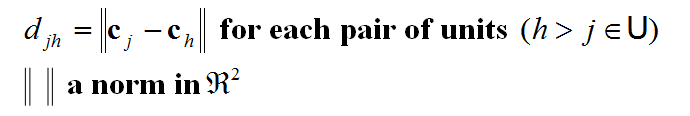 d_jh = ‖c_j − c_h‖ for each pair of units (h > j ∈ U)
‖ ‖ a norm in ℜ²